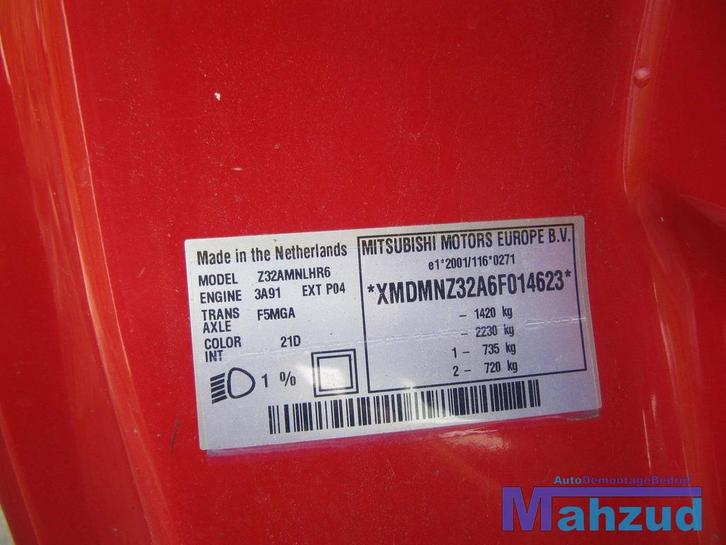 Made in the Netherlands
MODEL Z32AMNLHR6
ENGINE 3A91 EXT P04
TRANS AXLE F5MGA
COLOR 21D
INT
1 %
MITSUBISHI MOTORS EUROPE B.V.
e1*2001/116*0271
*XMDMNZ32A6F014623*
- 1420 kg
- 2230 kg
1 - 735 kg
2 - 720 kg
AutoDemontageBedrijf
Mahzud